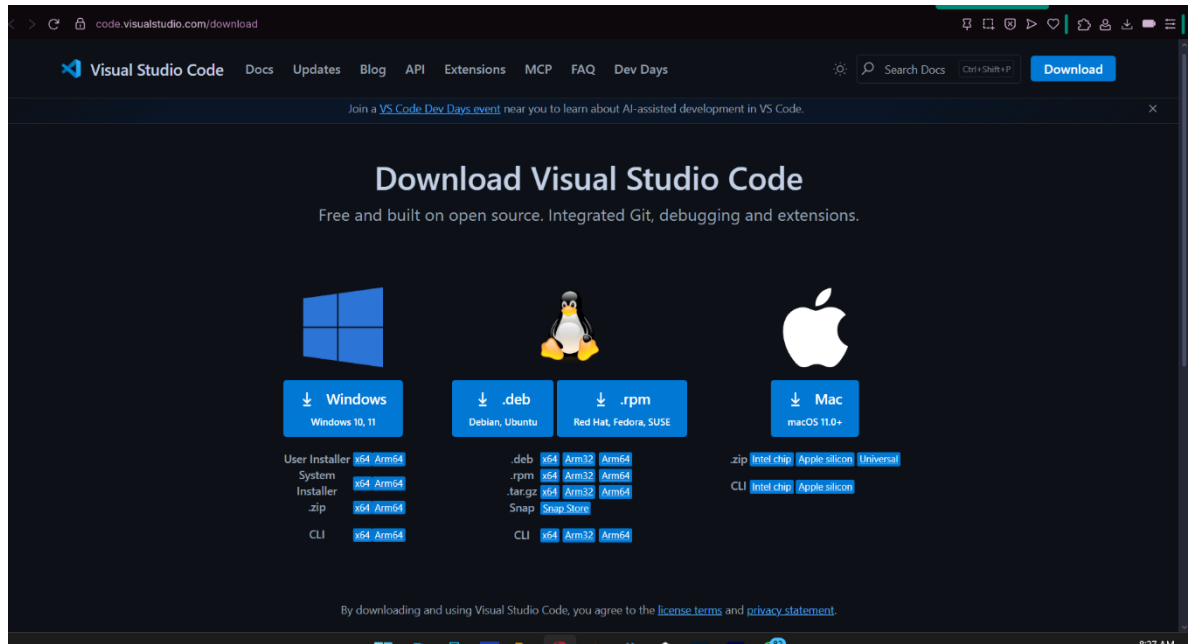 code.visualstudio.com/download
Visual Studio Code Docs Updates Blog API Extensions MCP FAQ Dev Days Search Docs Ctrl+Shift+P Download
Join a VS Code Dev Days event near you to learn about AI-assisted development in VS Code.
Download Visual Studio Code
Free and built on open source. Integrated Git, debugging and extensions.
Windows
Windows 10, 11
User Installer x64 Arm64
System
Installer x64 Arm64
.zip x64 Arm64
CLI x64 Arm64
.deb
Debian, Ubuntu
.rpm
Red Hat, Fedora, SUSE
.deb x64 Arm32 Arm64
.rpm x64 Arm32 Arm64
.tar.gz x64 Arm32 Arm64
Snap Snap Store
CLI x64 Arm32 Arm64
Mac
macOS 11.0+
.zip Intel chip Apple silicon Universal
CLI Intel chip Apple silicon
By downloading and using Visual Studio Code, you agree to the license terms and privacy statement.